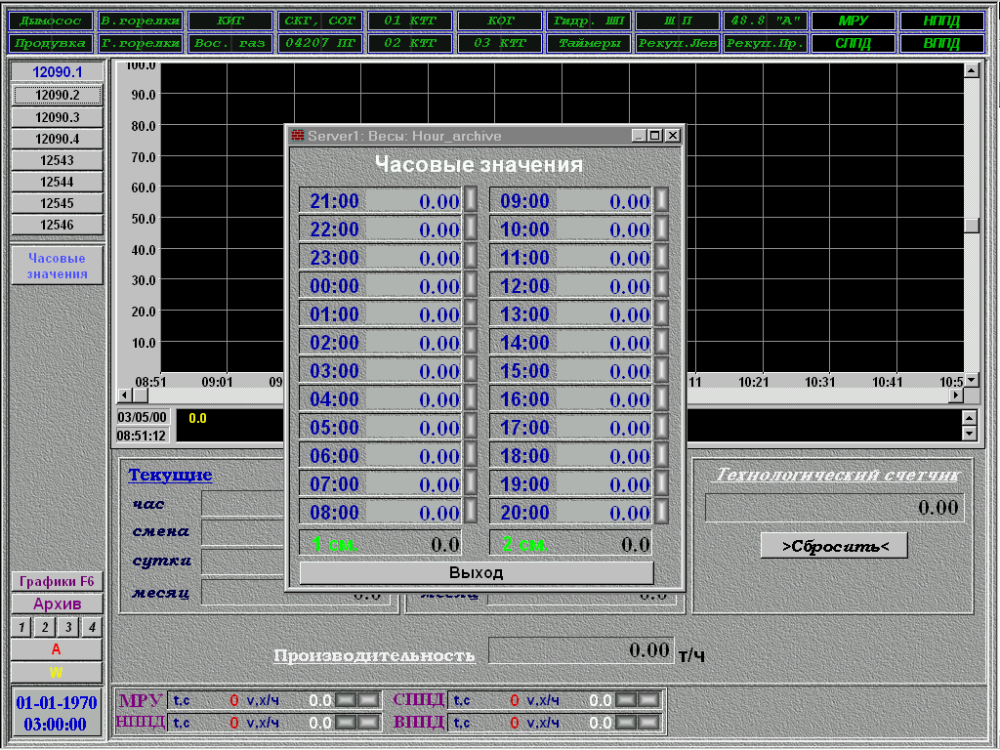 Дымосос В.горелки КИГ СКГ, СОГ 01 КТГ КОГ Гидр. ШП Ш П 48.8 "А" МРУ НППД
Продувка Г.горелки Вос. газ 04207 ПГ 02 КТГ 03 КТГ Таймеры Рекуп.Лев Рекуп.Пр. СППД ВППД
12090.1
12090.2
12090.3
12090.4
12543
12544
12545
12546
Часовые
значения
100.0
90.0
80.0
70.0
60.0
50.0
40.0
30.0
20.0
10.0
08:51 09:01 09 11 10:21 10:31 10:41 10:5
03/05/00 0.0
08:51:12
Server1: Весы: Hour_archive
Часовые значения
21:00 0.00 09:00 0.00
22:00 0.00 10:00 0.00
23:00 0.00 11:00 0.00
00:00 0.00 12:00 0.00
01:00 0.00 13:00 0.00
02:00 0.00 14:00 0.00
03:00 0.00 15:00 0.00
04:00 0.00 16:00 0.00
05:00 0.00 17:00 0.00
06:00 0.00 18:00 0.00
07:00 0.00 19:00 0.00
08:00 0.00 20:00 0.00
1 см. 0.0 2 см. 0.0
Выход
Текущие
час
смена
сутки
месяц 0.0 месяц 0.0
Технологический счетчик
0.00
>Сбросить<
Производительность 0.00 т/ч
Графики F6
Архив
1 2 3 4
A
W
01-01-1970
03:00:00
МРУ t,c 0 v,х/ч 0.0 СППД t,c 0 v,х/ч 0.0
НППД t,c 0 v,х/ч 0.0 ВППД t,c 0 v,х/ч 0.0